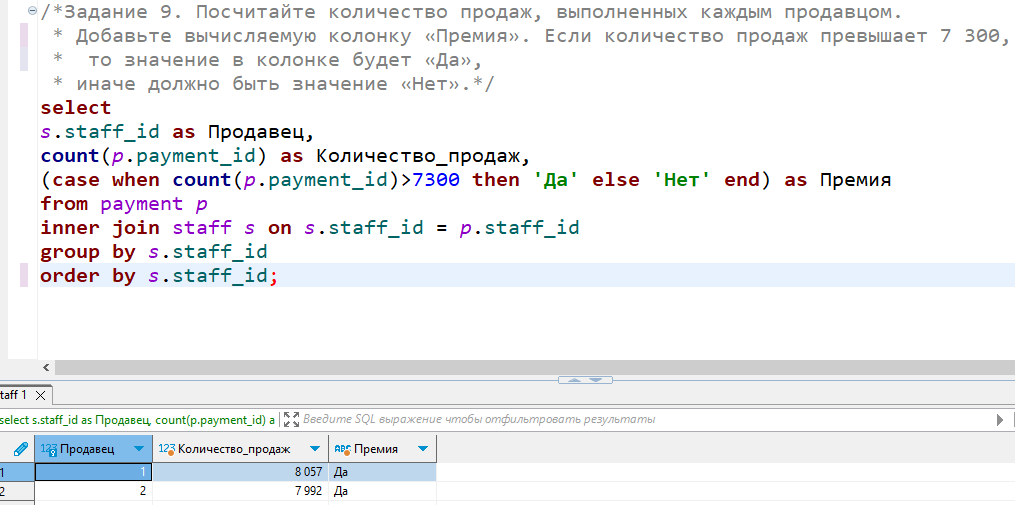 /*Задание 9. Посчитайте количество продаж, выполненных каждым продавцом.
* Добавьте вычисляемую колонку «Премия». Если количество продаж превышает 7 300,
* то значение в колонке будет «Да»,
* иначе должно быть значение «Нет».*/
select
s.staff_id as Продавец,
count(p.payment_id) as Количество_продаж,
(case when count(p.payment_id)>7300 then 'Да' else 'Нет' end) as Премия
from payment p
inner join staff s on s.staff_id = p.staff_id
group by s.staff_id
order by s.staff_id;
taff 1
select s.staff_id as Продавец, count(p.payment_id) a
Введите SQL выражение чтобы отфильтровать результаты
123 Продавец 123 Количество_продаж ABC Премия
1 1 8 057 Да
2 2 7 992 Да